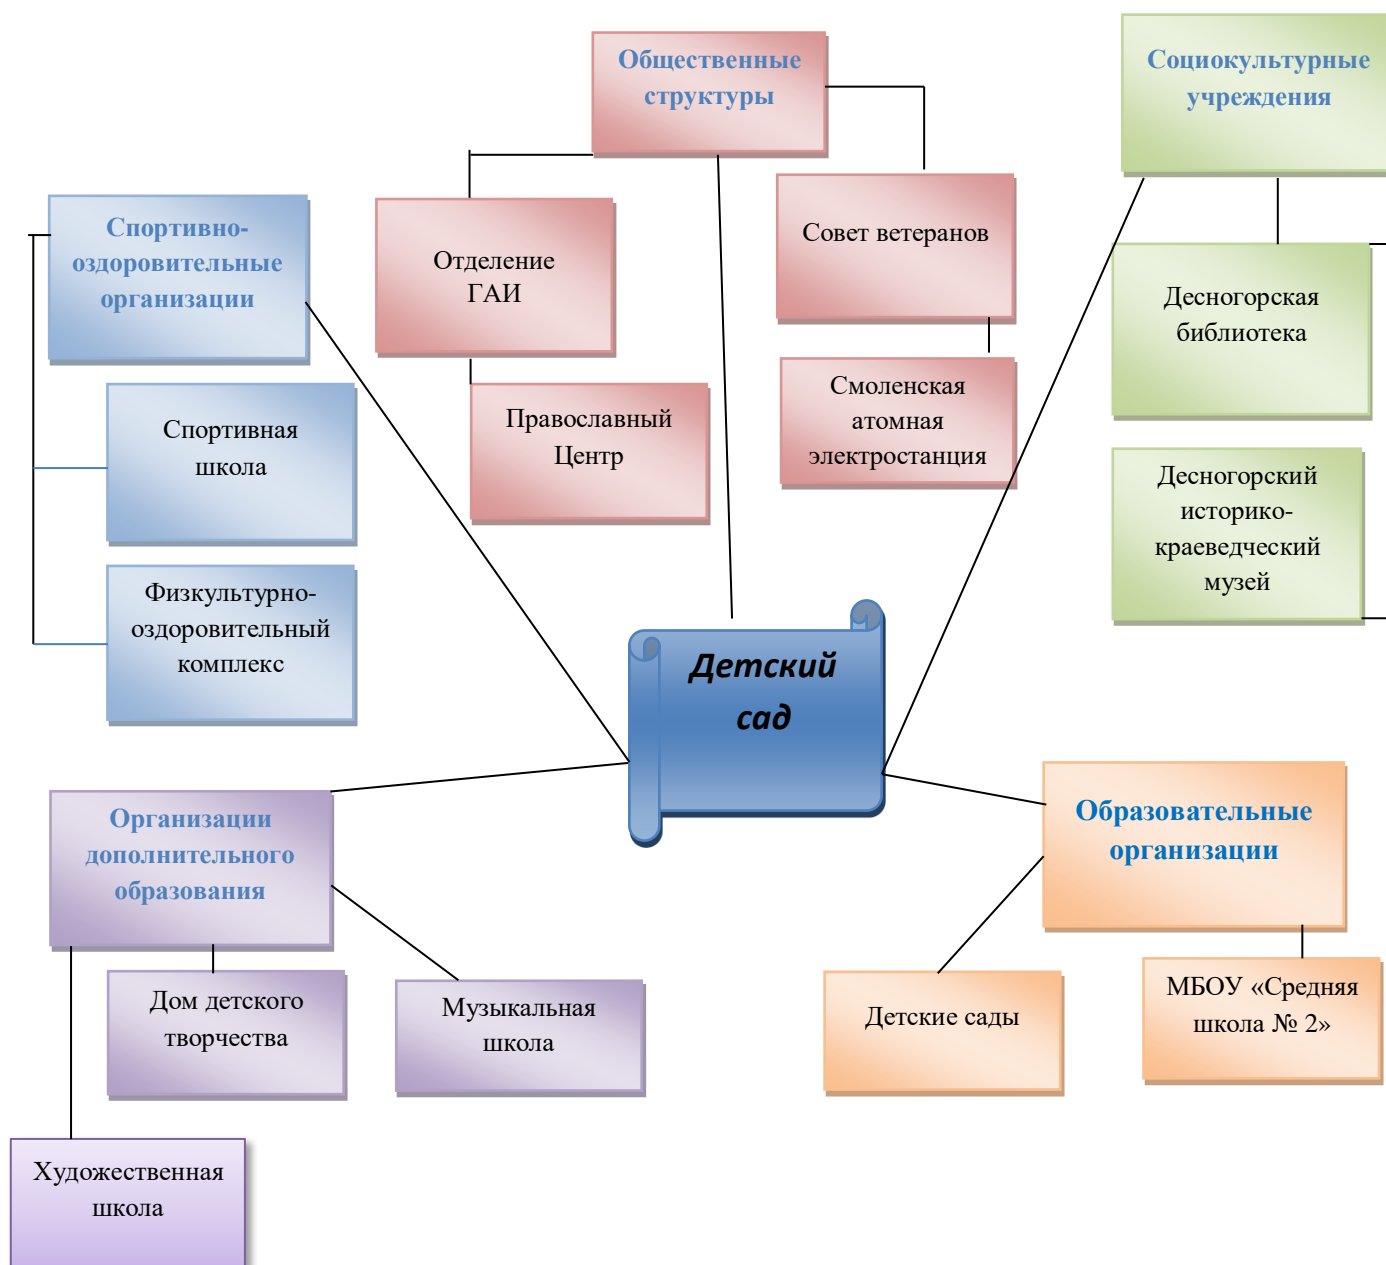 Общественные
структуры
Социокультурные
учреждения
Спортивно-
оздоровительные
организации
Отделение
ГАИ
Совет ветеранов
Десногорская
библиотека
Спортивная
школа
Православный
Центр
Смоленская
атомная
электростанция
Десногорский
историко-
краеведческий
музей
Физкультурно-
оздоровительный
комплекс
Детский
сад
Организации
дополнительного
образования
Образовательные
организации
Дом детского
творчества
Музыкальная
школа
Детские сады
МБОУ «Средняя
школа № 2»
Художественная
школа